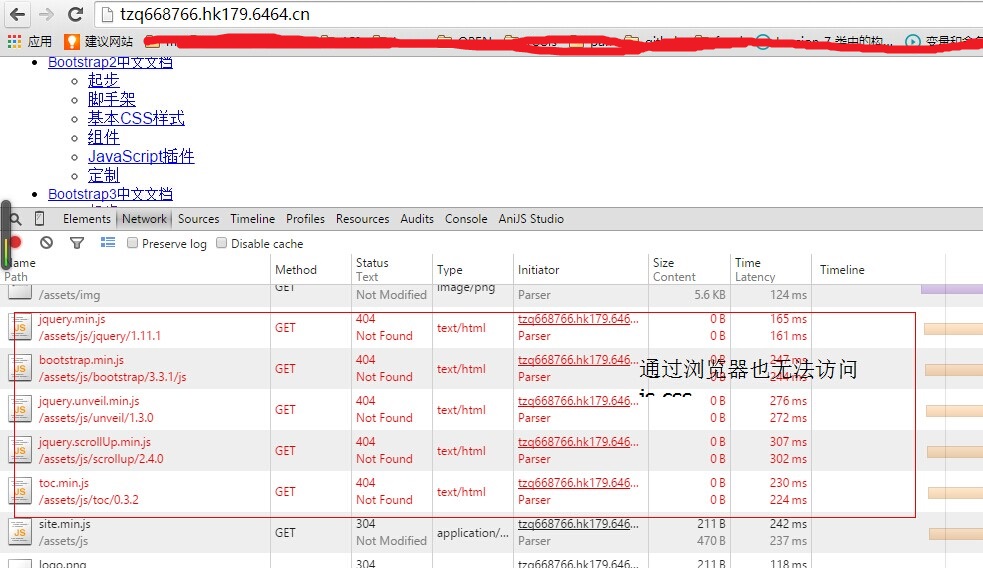 tzq668766.hk179.6464.cn
应用 建议网站
Bootstrap2中文文档
起步
脚手架
基本CSS样式
组件
JavaScript插件
定制
Bootstrap3中文文档
Elements Network Sources Timeline Profiles Resources Audits Console AniJS Studio
Preserve log Disable cache
Name Method Status Type Initiator Size Time Timeline
Path Text Content Latency
GET image/png
/assets/img Not Modified Parser 5.6 KB 124 ms
jquery.min.js 404 tzq668766.hk179.646... 0 B 165 ms
GET text/html
/assets/js/jquery/1.11.1 Not Found Parser 0 B 161 ms
bootstrap.min.js 404 tzq668766.hk179.646... 0 B 247 ms
GET text/html 通过浏览器也无法访问
/assets/js/bootstrap/3.3.1/js Not Found Parser 0 B 244 ms
js css
jquery.unveil.min.js 404 tzq668766.hk179.646... 0 B 276 ms
GET text/html
/assets/js/unveil/1.3.0 Not Found Parser 0 B 272 ms
jquery.scrollUp.min.js 404 tzq668766.hk179.646... 0 B 307 ms
GET text/html
/assets/js/scrollup/2.4.0 Not Found Parser 0 B 302 ms
toc.min.js 404 tzq668766.hk179.646... 0 B 230 ms
GET text/html
/assets/js/toc/0.3.2 Not Found Parser 0 B 224 ms
site.min.js 304 tzq668766.hk179.646... 211 B 242 ms
GET application/...
/assets/js Not Modified Parser 470 B 237 ms
logo.png 304 tzq668766.hk179.646... 211 B 118 ms